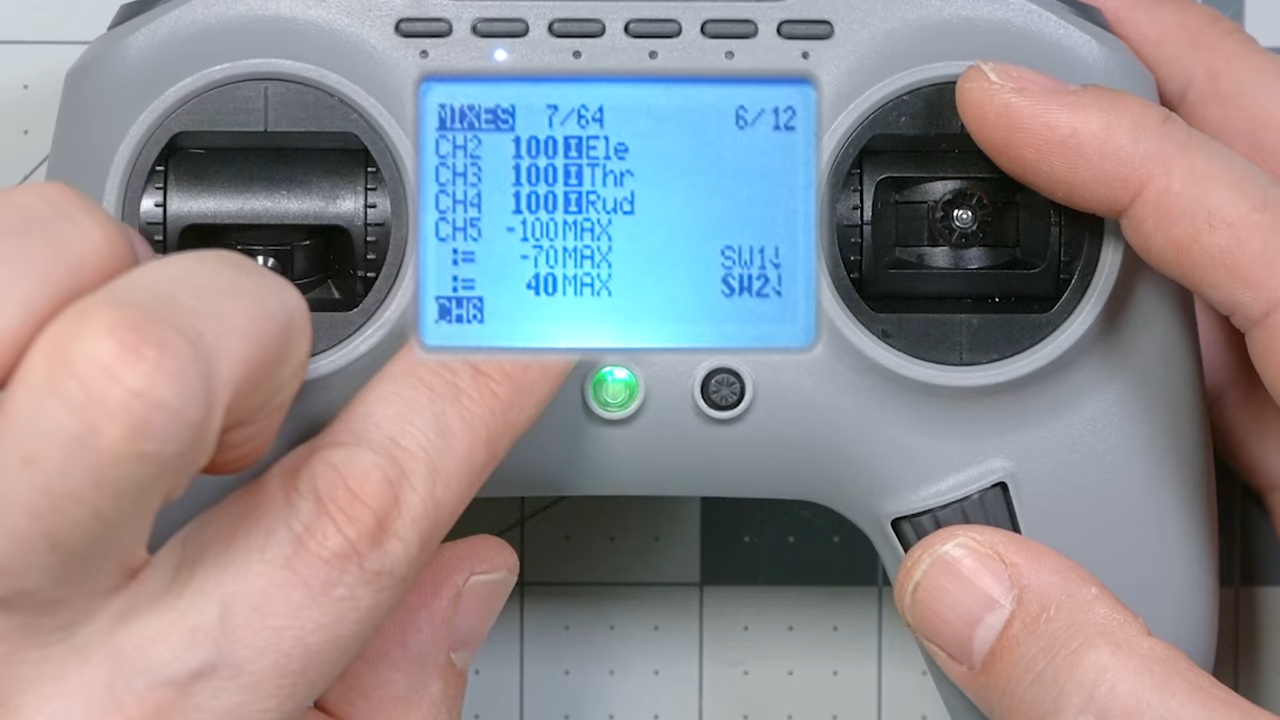 MIXES 7/64 6/12
CH2 100 I Ele
CH3 100 I Thr
CH4 100 I Rud
CH5 -100 MAX
:= -70 MAX SW1↓
:= 40 MAX SW2↓
CH6